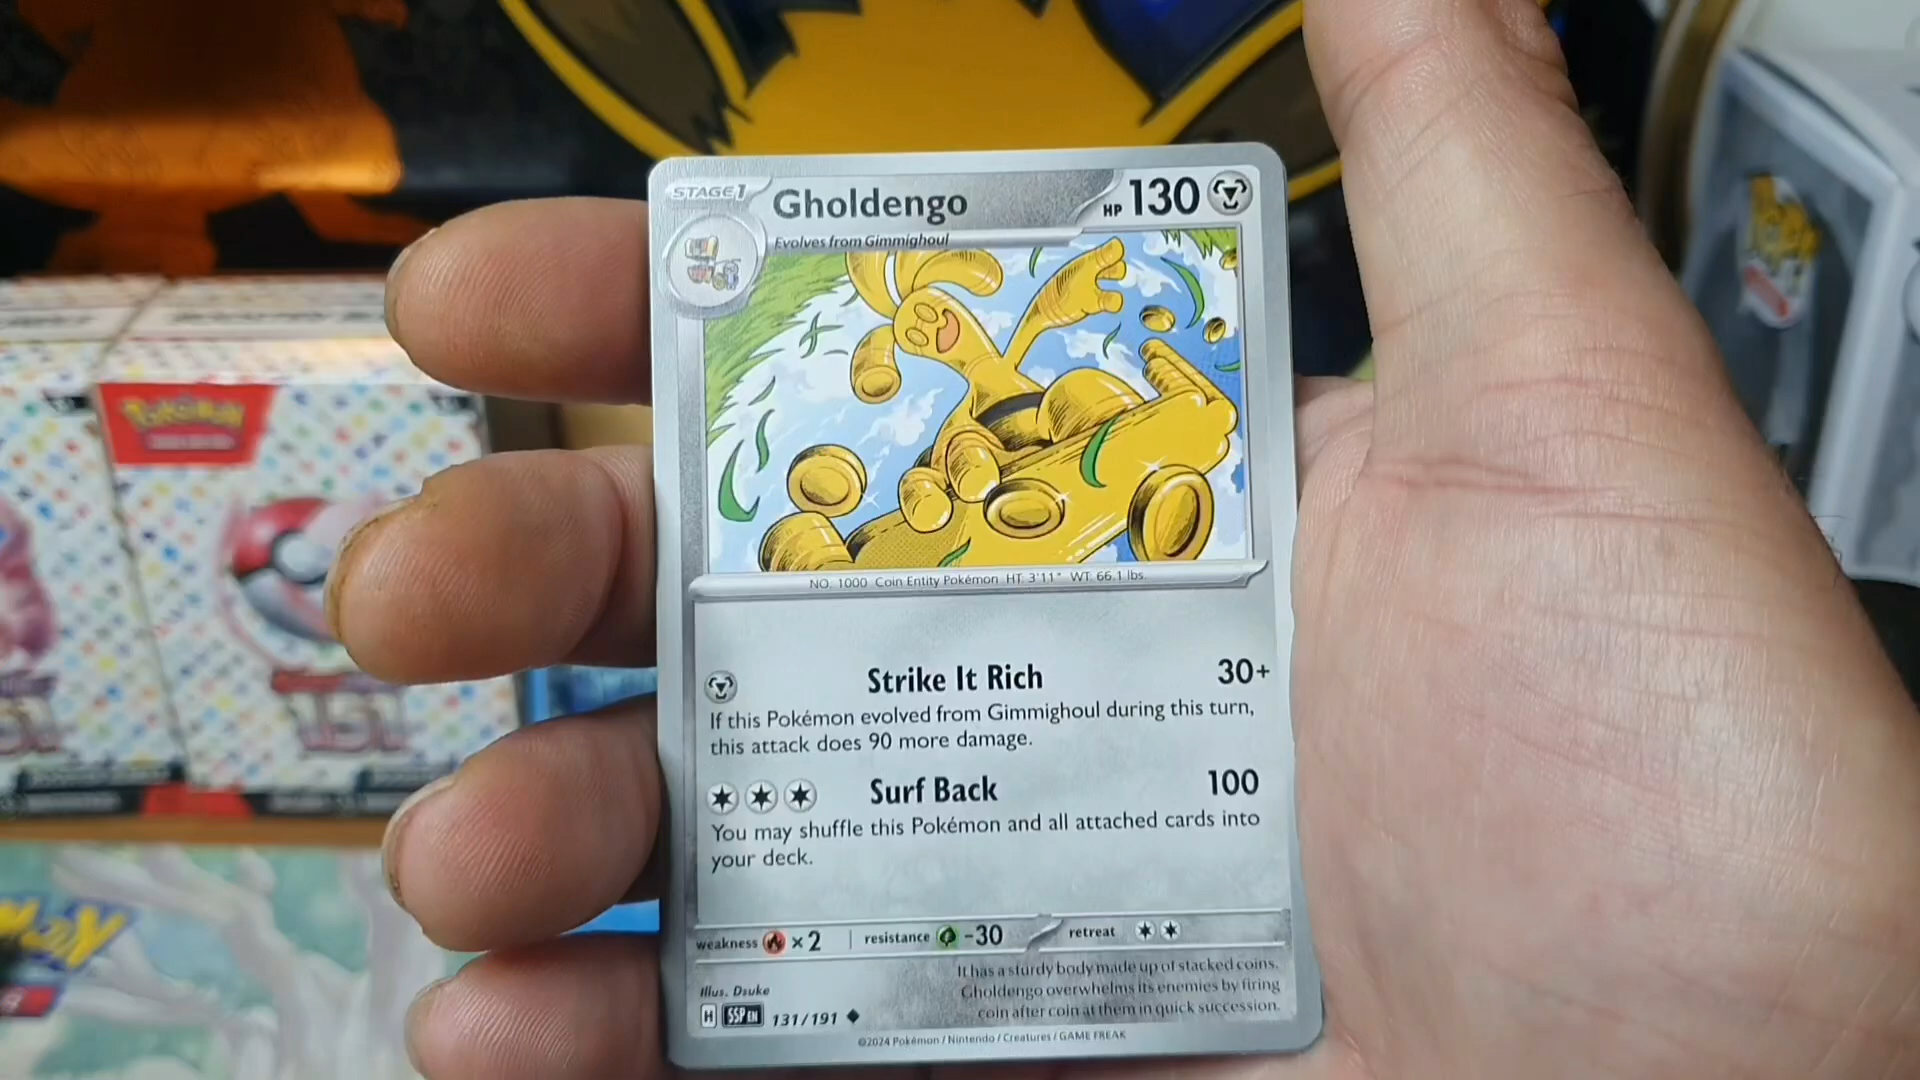 STAGE 1
Gholdengo
HP 130
Evolves from Gimmighoul
NO. 1000 Coin Entity Pokémon HT: 3'11" WT: 66.1 lbs.
Strike It Rich 30+
If this Pokémon evolved from Gimmighoul during this turn,
this attack does 90 more damage.
Surf Back 100
You may shuffle this Pokémon and all attached cards into
your deck.
weakness ×2 resistance -30 retreat
It has a sturdy body made up of stacked coins.
Gholdengo overwhelms its enemies by firing
coin after coin at them in quick succession.
Illus. Dsuke
H SSP EN 131/191
©2024 Pokémon / Nintendo / Creatures / GAME FREAK
POKéMON
151